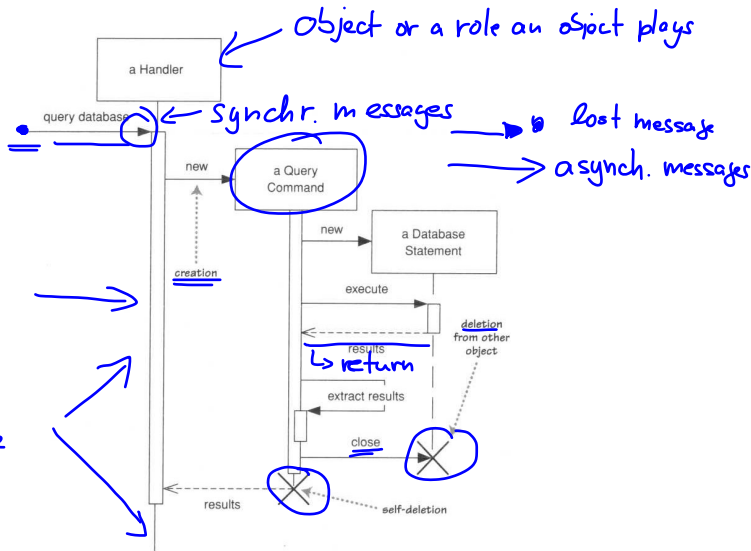 Object or a role an object plays
a Handler
query database
synchr. messages
lost message
asynch. messages
new
a Query
Command
new
a Database
Statement
creation
execute
deletion
from other
object
results
↳ return
extract results
close
results
self-deletion